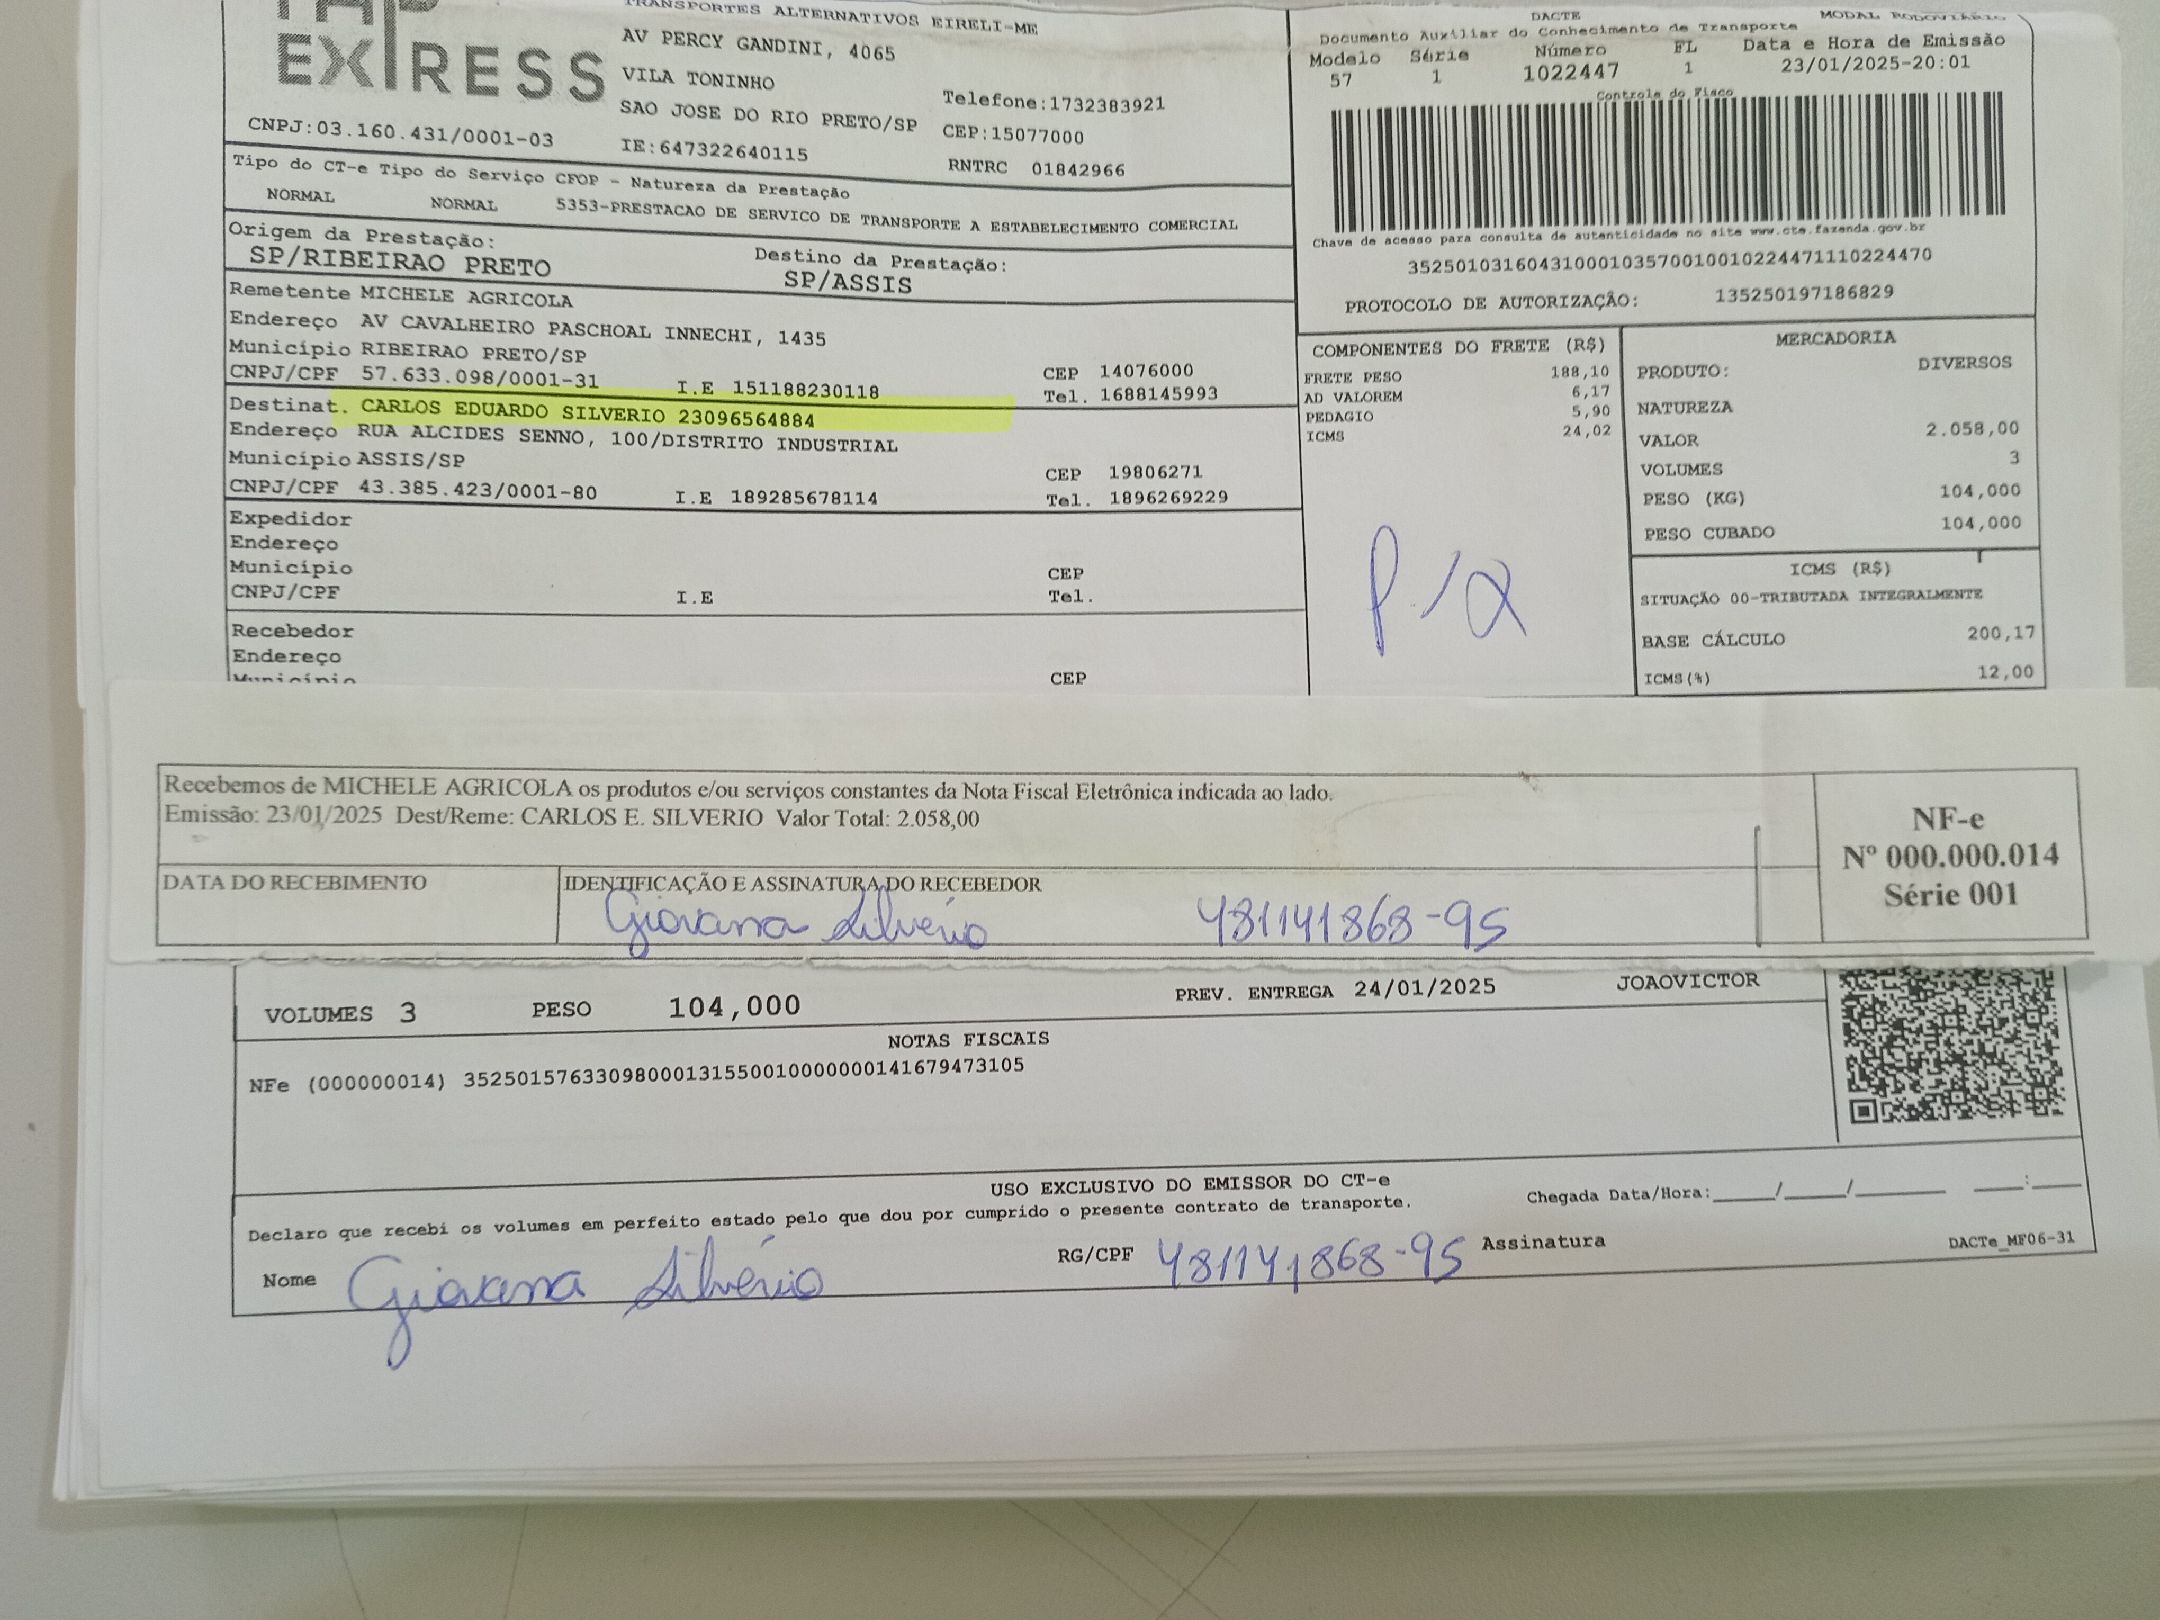 EXPRESS
TRANSPORTES ALTERNATIVOS EIRELI-ME
AV PERCY GANDINI, 4065
VILA TONINHO
SAO JOSE DO RIO PRETO/SP
Telefone:1732383921
CEP:15077000
CNPJ:03.160.431/0001-03
IE:647322640115
RNTRC 01842966
DACTE
MODAL RODOVIÁRIO
Documento Auxiliar do Conhecimento de Transporte
Modelo Série Número FL Data e Hora de Emissão
57 1 1022447 1 23/01/2025-20:01
Controle do Fisco
Chave de acesso para consulta de autenticidade no site www.cte.fazenda.gov.br
35250103160431000103570010010224471110224470
PROTOCOLO DE AUTORIZAÇÃO: 135250197186829
Tipo do CT-e Tipo do Serviço CFOP - Natureza da Prestação
NORMAL NORMAL 5353-PRESTACAO DE SERVICO DE TRANSPORTE A ESTABELECIMENTO COMERCIAL
Origem da Prestação:
SP/RIBEIRAO PRETO
Destino da Prestação:
SP/ASSIS
Remetente MICHELE AGRICOLA
Endereço AV CAVALHEIRO PASCHOAL INNECHI, 1435
Município RIBEIRAO PRETO/SP CEP 14076000
CNPJ/CPF 57.633.098/0001-31 I.E 151188230118 Tel. 1688145993
Destinat. CARLOS EDUARDO SILVERIO 23096564884
Endereço RUA ALCIDES SENNO, 100/DISTRITO INDUSTRIAL
Município ASSIS/SP CEP 19806271
CNPJ/CPF 43.385.423/0001-80 I.E 189285678114 Tel. 1896269229
Expedidor
Endereço
Município CEP
CNPJ/CPF I.E Tel.
Recebedor
Endereço
Município CEP
COMPONENTES DO FRETE (R$)
FRETE PESO 188,10
AD VALOREM 6,17
PEDAGIO 5,90
ICMS 24,02
MERCADORIA
PRODUTO: DIVERSOS
NATUREZA
VALOR 2.058,00
VOLUMES 3
PESO (KG) 104,000
PESO CUBADO 104,000
ICMS (R$)
SITUAÇÃO 00-TRIBUTADA INTEGRALMENTE
BASE CÁLCULO 200,17
ICMS(%) 12,00
Recebemos de MICHELE AGRICOLA os produtos e/ou serviços constantes da Nota Fiscal Eletrônica indicada ao lado.
Emissão: 23/01/2025 Dest/Reme: CARLOS E. SILVERIO Valor Total: 2.058,00
DATA DO RECEBIMENTO
IDENTIFICAÇÃO E ASSINATURA DO RECEBEDOR
Giovana Silvério 481141868-95
NF-e
Nº 000.000.014
Série 001
VOLUMES 3 PESO 104,000 PREV. ENTREGA 24/01/2025 JOAOVICTOR
NOTAS FISCAIS
NFe (000000014) 35250157633098000131550010000000141679473105
USO EXCLUSIVO DO EMISSOR DO CT-e
Declaro que recebi os volumes em perfeito estado pelo que dou por cumprido o presente contrato de transporte.
Chegada Data/Hora:_____/_____/_______ ____:____
Nome Giovana Silvério RG/CPF 481141868-95 Assinatura
DACTe_MF06-31